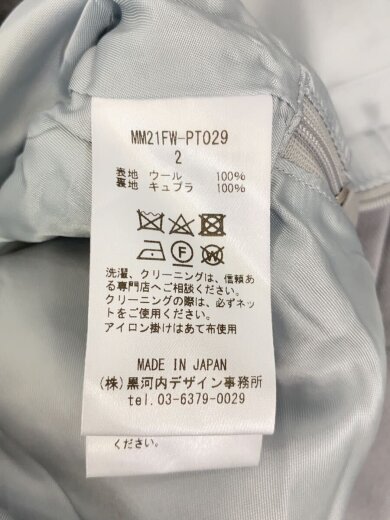 MM21FW-PT029
2
表地 ウール 100%
裏地 キュプラ 100%
洗濯、クリーニングは、信頼あ
る専門店へご相談ください。
クリーニングの際は、必ずネッ
トをご使用ください。
アイロン掛けはあて布使用
MADE IN JAPAN
(株)黒河内デザイン事務所
tel.03-6379-0029
ください。